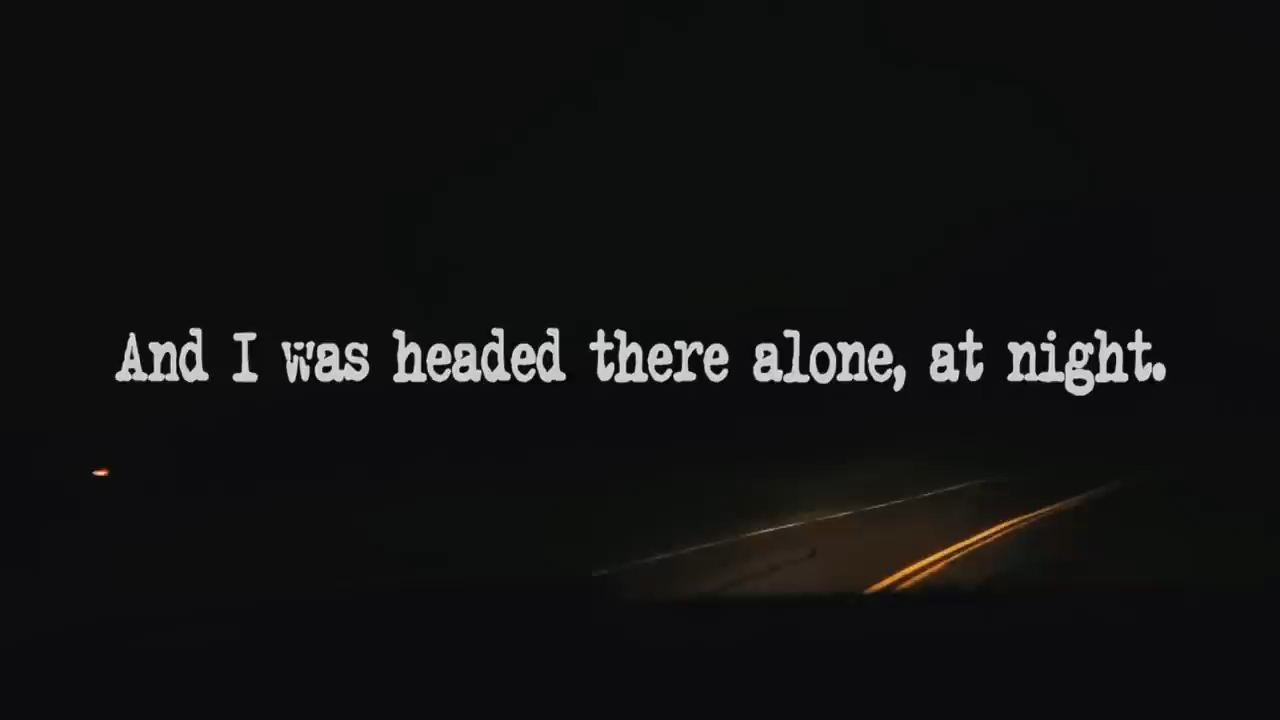 And I was headed there alone, at night.